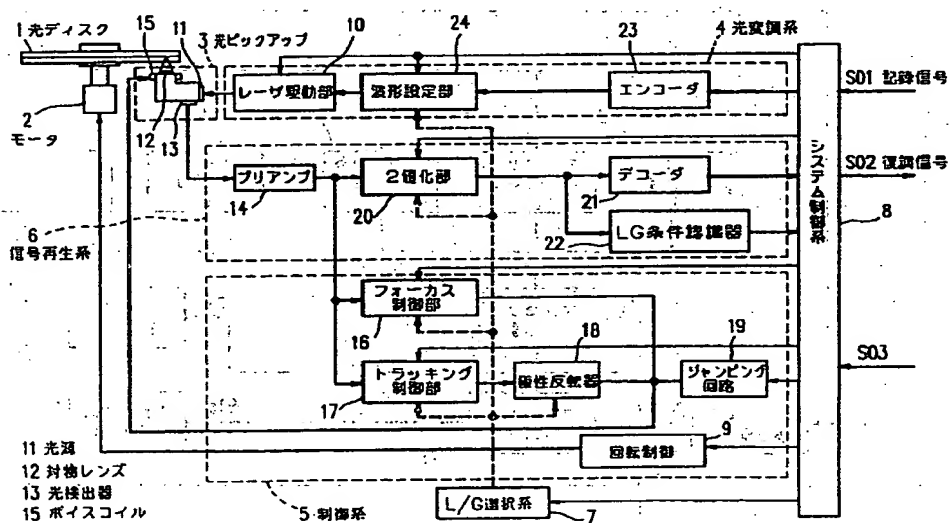 1 光ディスク
15
11
3 光ピックアップ
10
24
23
4 光変調系
レーザ駆動部
波形設定部
エンコーダ
S01 記録信号
2
モータ
12
13
プリアンプ
14
2値化部
20
デコーダ
21
S02 復調信号
システム制御系
8
6
信号再生系
22
LG条件認識器
フォーカス
制御部
16
18
19
S03
トラッキング
制御部
17
極性反転器
ジャンピング
回路
9
回転制御
11 光源
12 対物レンズ
13 光検出器
15 ボイスコイル
5 制御系
L/G選択系
7